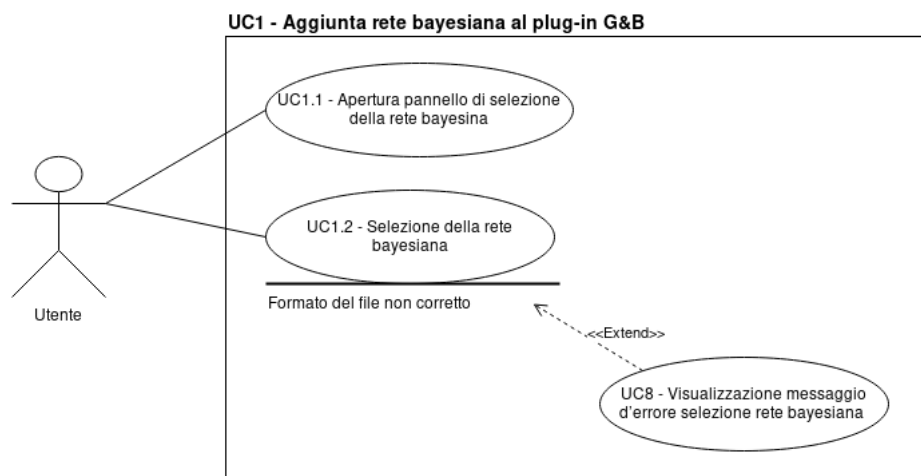 UC1 - Aggiunta rete bayesiana al plug-in G&B
UC1.1 - Apertura pannello di selezione
della rete bayesina
UC1.2 - Selezione della rete
bayesiana
Formato del file non corretto
Utente
<<Extend>>
UC8 - Visualizzazione messaggio
d'errore selezione rete bayesiana